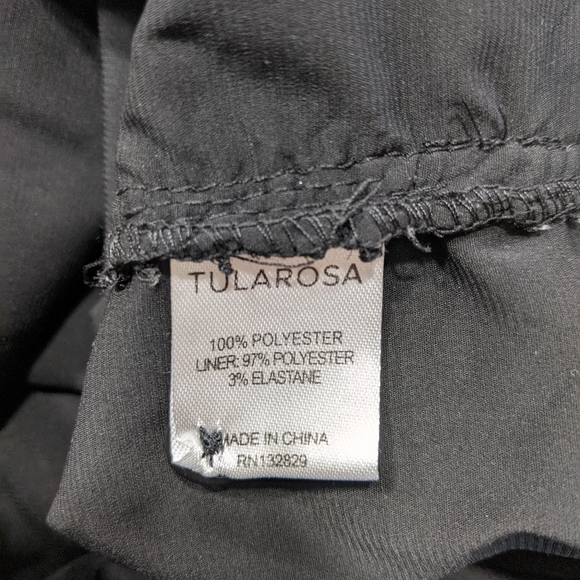 TULAROSA
100% POLYESTER
LINER: 97% POLYESTER
3% ELASTANE
MADE IN CHINA
RN132829